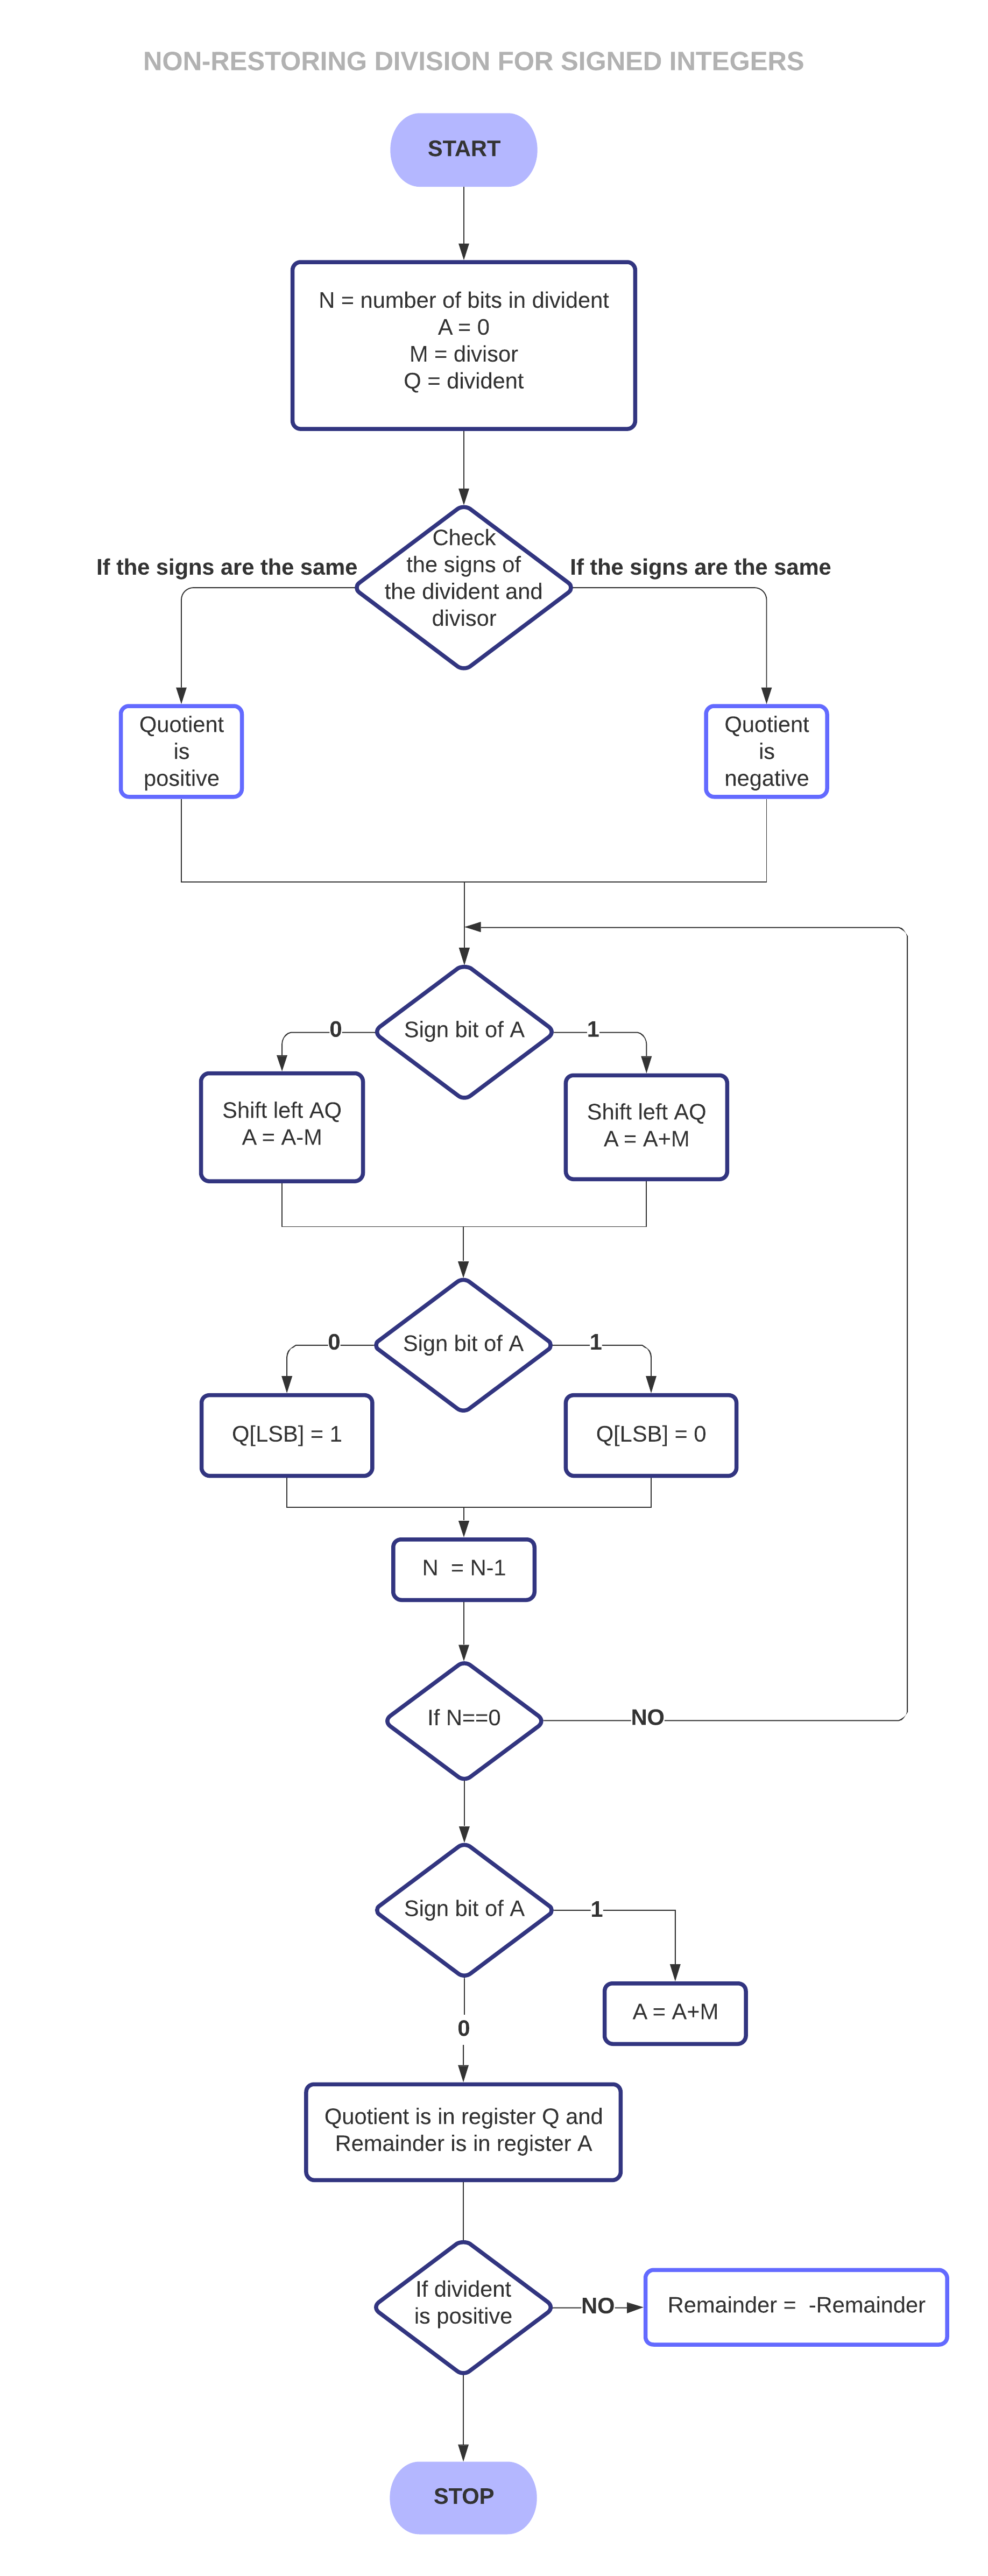 NON-RESTORING DIVISION FOR SIGNED INTEGERS
START
N = number of bits in divident
A = 0
M = divisor
Q = divident
Check
the signs of
the divident and
divisor
If the signs are the same
If the signs are the same
Quotient
is
positive
Quotient
is
negative
Sign bit of A
0
1
Shift left AQ
A = A-M
Shift left AQ
A = A+M
Sign bit of A
0
1
Q[LSB] = 1
Q[LSB] = 0
N = N-1
If N==0
NO
Sign bit of A
1
A = A+M
0
Quotient is in register Q and
Remainder is in register A
If divident
is positive
NO
Remainder = -Remainder
STOP